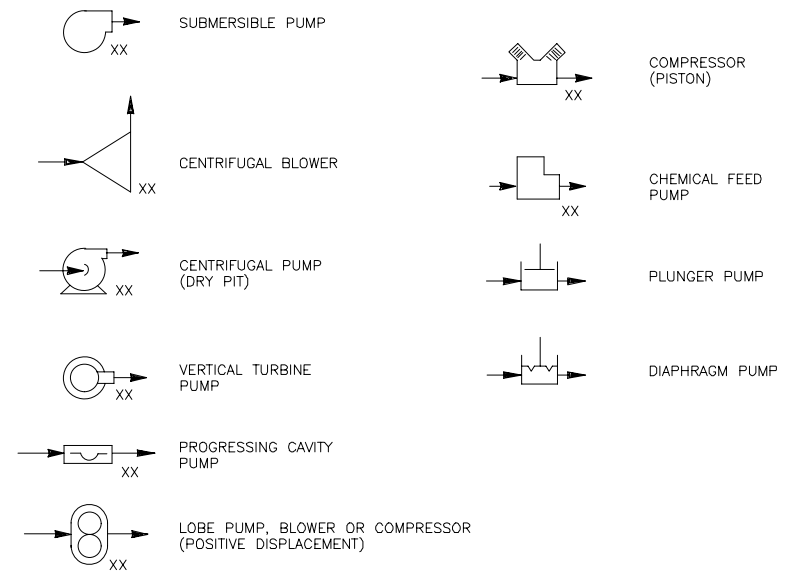 SUBMERSIBLE PUMP
XX
CENTRIFUGAL BLOWER
XX
CENTRIFUGAL PUMP
(DRY PIT)
XX
VERTICAL TURBINE
PUMP
XX
PROGRESSING CAVITY
PUMP
XX
LOBE PUMP, BLOWER OR COMPRESSOR
(POSITIVE DISPLACEMENT)
XX
COMPRESSOR
(PISTON)
XX
CHEMICAL FEED
PUMP
XX
PLUNGER PUMP
DIAPHRAGM PUMP